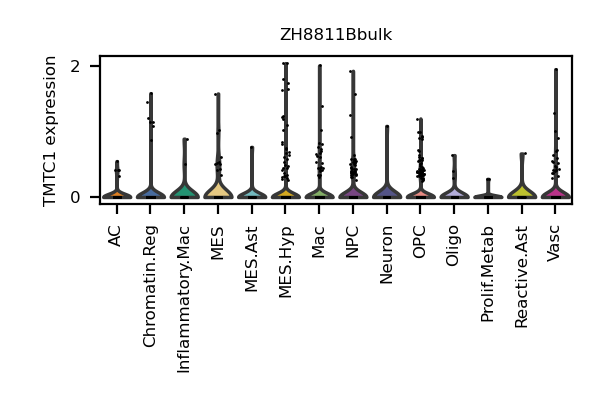 ZH8811Bbulk
TMTC1 expression
2
0
AC
Chromatin.Reg
Inflammatory.Mac
MES
MES.Ast
MES.Hyp
Mac
NPC
Neuron
OPC
Oligo
Prolif.Metab
Reactive.Ast
Vasc